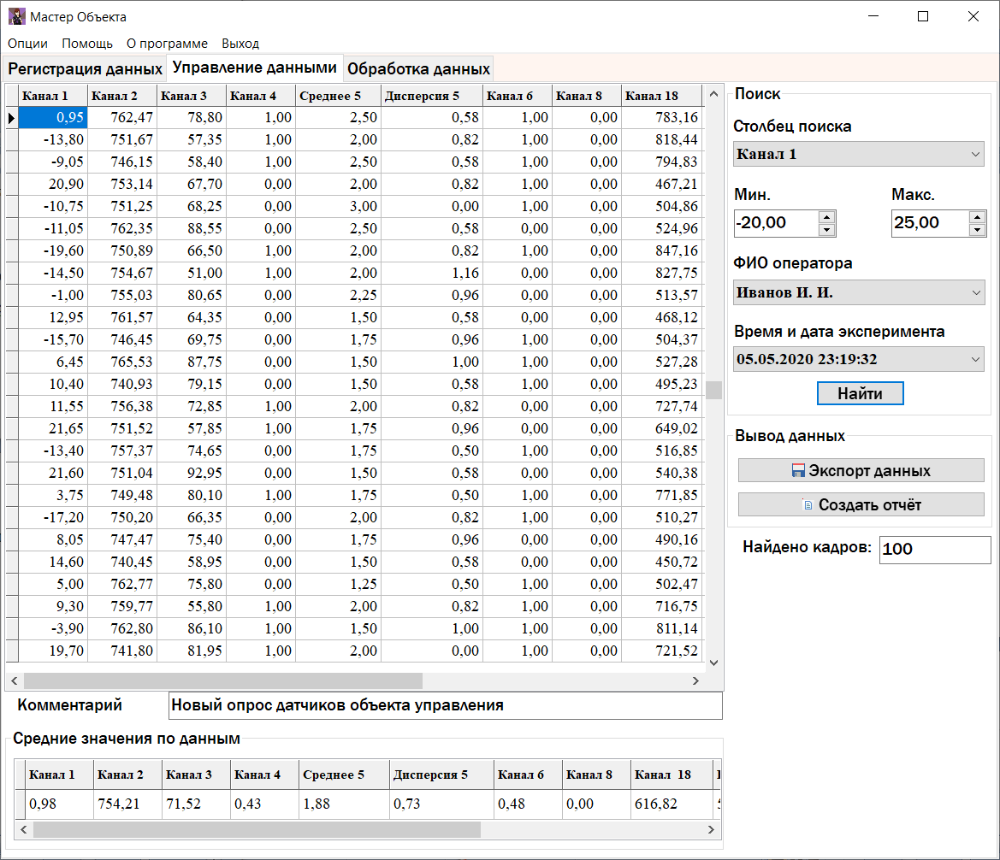 Мастер Объекта
Опции Помощь О программе Выход
Регистрация данных Управление данными Обработка данных
Канал 1 Канал 2 Канал 3 Канал 4 Среднее 5 Дисперсия 5 Канал 6 Канал 8 Канал 18
0,95 762,47 78,80 1,00 2,50 0,58 1,00 0,00 783,16
-13,80 751,67 57,35 1,00 2,00 0,82 1,00 0,00 818,44
-9,05 746,15 58,40 1,00 2,50 0,58 1,00 0,00 794,83
20,90 753,14 67,70 0,00 2,00 0,82 1,00 0,00 467,21
-10,75 751,25 68,25 0,00 3,00 0,00 1,00 0,00 504,86
-11,05 762,35 88,55 0,00 2,50 0,58 0,00 0,00 524,96
-19,60 750,89 66,50 1,00 2,00 0,82 1,00 0,00 847,16
-14,50 754,67 51,00 1,00 2,00 1,16 0,00 0,00 827,75
-1,00 755,03 80,65 0,00 2,25 0,96 0,00 0,00 513,57
12,95 761,57 64,35 0,00 1,50 0,58 0,00 0,00 468,12
-15,70 746,45 69,75 0,00 1,75 0,96 1,00 0,00 504,37
6,45 765,53 87,75 0,00 1,50 1,00 0,00 0,00 527,28
10,40 740,93 79,15 0,00 1,50 0,58 1,00 0,00 495,23
11,55 756,38 72,85 1,00 2,00 0,82 0,00 0,00 727,74
21,65 751,52 57,85 1,00 1,75 0,96 0,00 0,00 649,02
-13,40 757,37 74,65 0,00 1,75 0,50 1,00 0,00 516,85
21,60 751,04 92,95 0,00 1,50 0,58 0,00 0,00 540,38
3,75 749,48 80,10 1,00 1,75 0,50 1,00 0,00 771,85
-17,20 750,20 66,35 0,00 2,00 0,82 1,00 0,00 510,27
8,05 747,47 75,40 0,00 1,75 0,96 0,00 0,00 490,16
14,60 740,45 58,95 0,00 1,50 0,58 0,00 0,00 450,72
5,00 762,77 75,80 0,00 1,25 0,50 1,00 0,00 502,47
9,30 759,77 55,80 1,00 2,00 0,82 1,00 0,00 716,75
-3,90 762,80 86,10 1,00 1,50 1,00 1,00 0,00 811,14
19,70 741,80 81,95 1,00 2,00 0,00 1,00 0,00 721,52
Комментарий Новый опрос датчиков объекта управления
Средние значения по данным
Канал 1 Канал 2 Канал 3 Канал 4 Среднее 5 Дисперсия 5 Канал 6 Канал 8 Канал 18
0,98 754,21 71,52 0,43 1,88 0,73 0,48 0,00 616,82
Поиск
Столбец поиска
Канал 1
Мин. Макс.
-20,00 25,00
ФИО оператора
Иванов И. И.
Время и дата эксперимента
05.05.2020 23:19:32
Найти
Вывод данных
Экспорт данных
Создать отчёт
Найдено кадров: 100